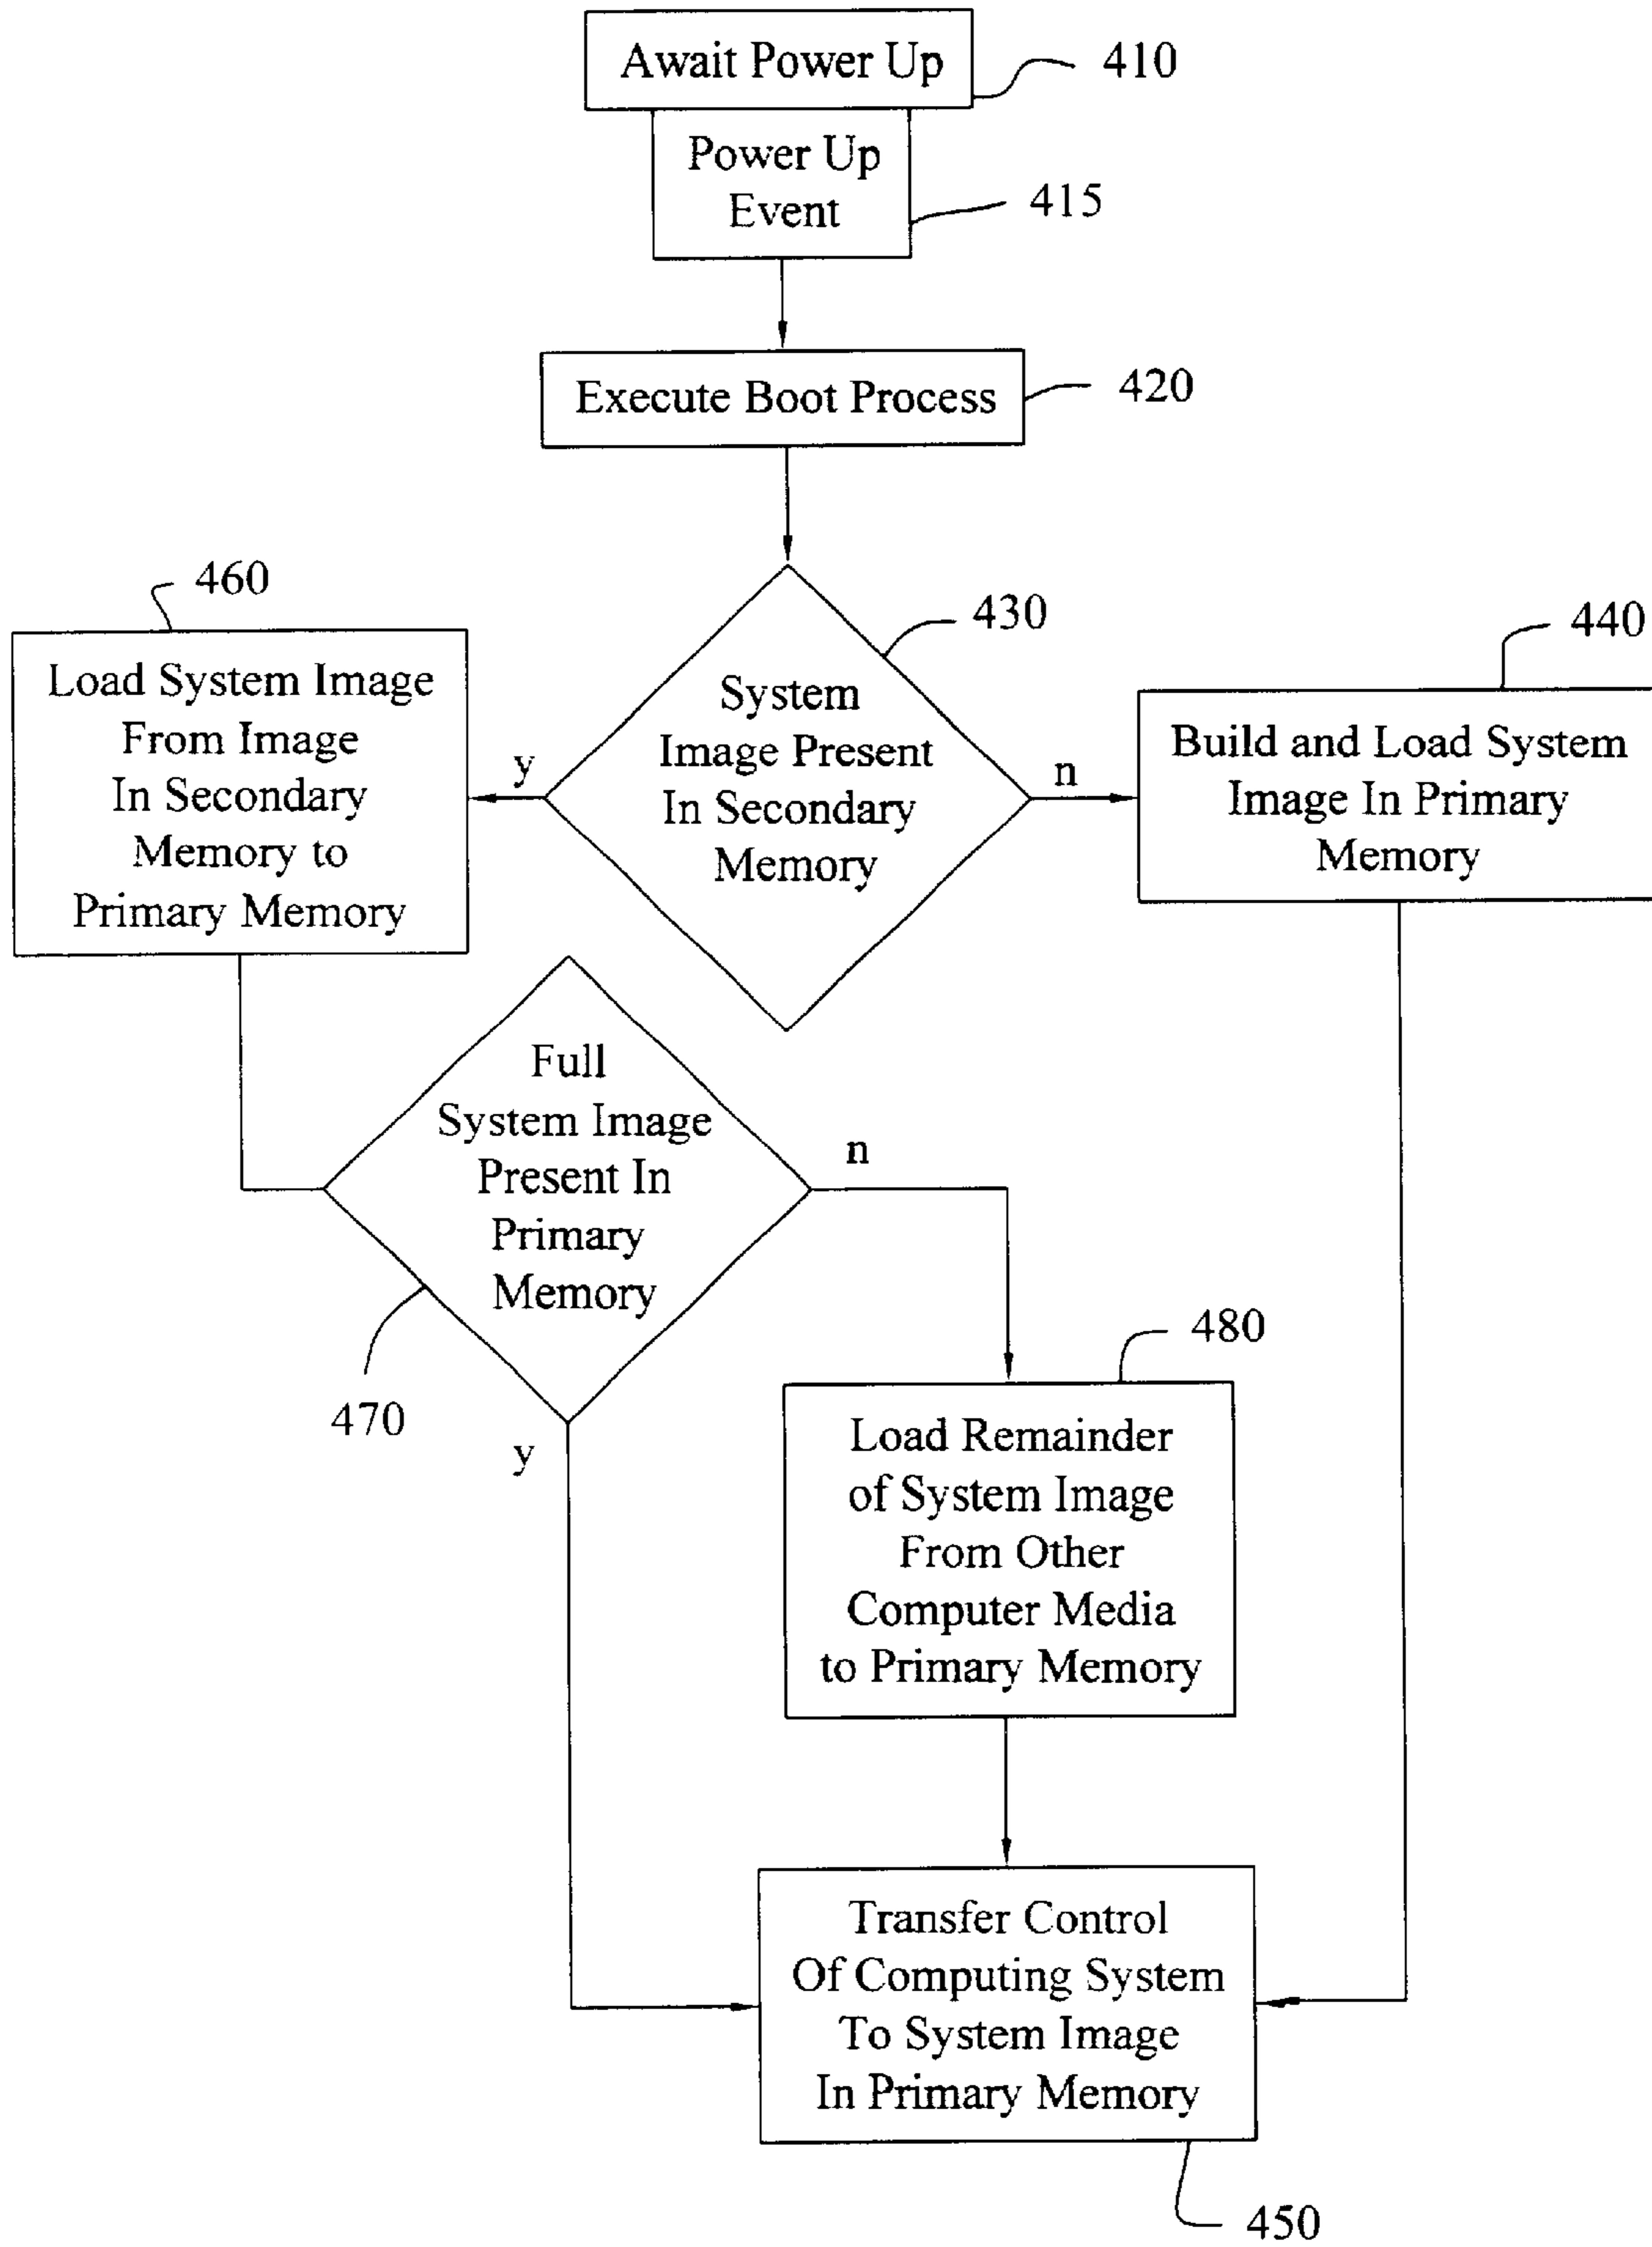 Await Power Up
410
Power Up
Event
415
Execute Boot Process
420
460
430
440
Load System Image
From Image
In Secondary
Memory to
Primary Memory
y
System
Image Present
In Secondary
Memory
n
Build and Load System
Image In Primary
Memory
Full
System Image
Present In
Primary
Memory
n
470
y
480
Load Remainder
of System Image
From Other
Computer Media
to Primary Memory
Transfer Control
Of Computing System
To System Image
In Primary Memory
450